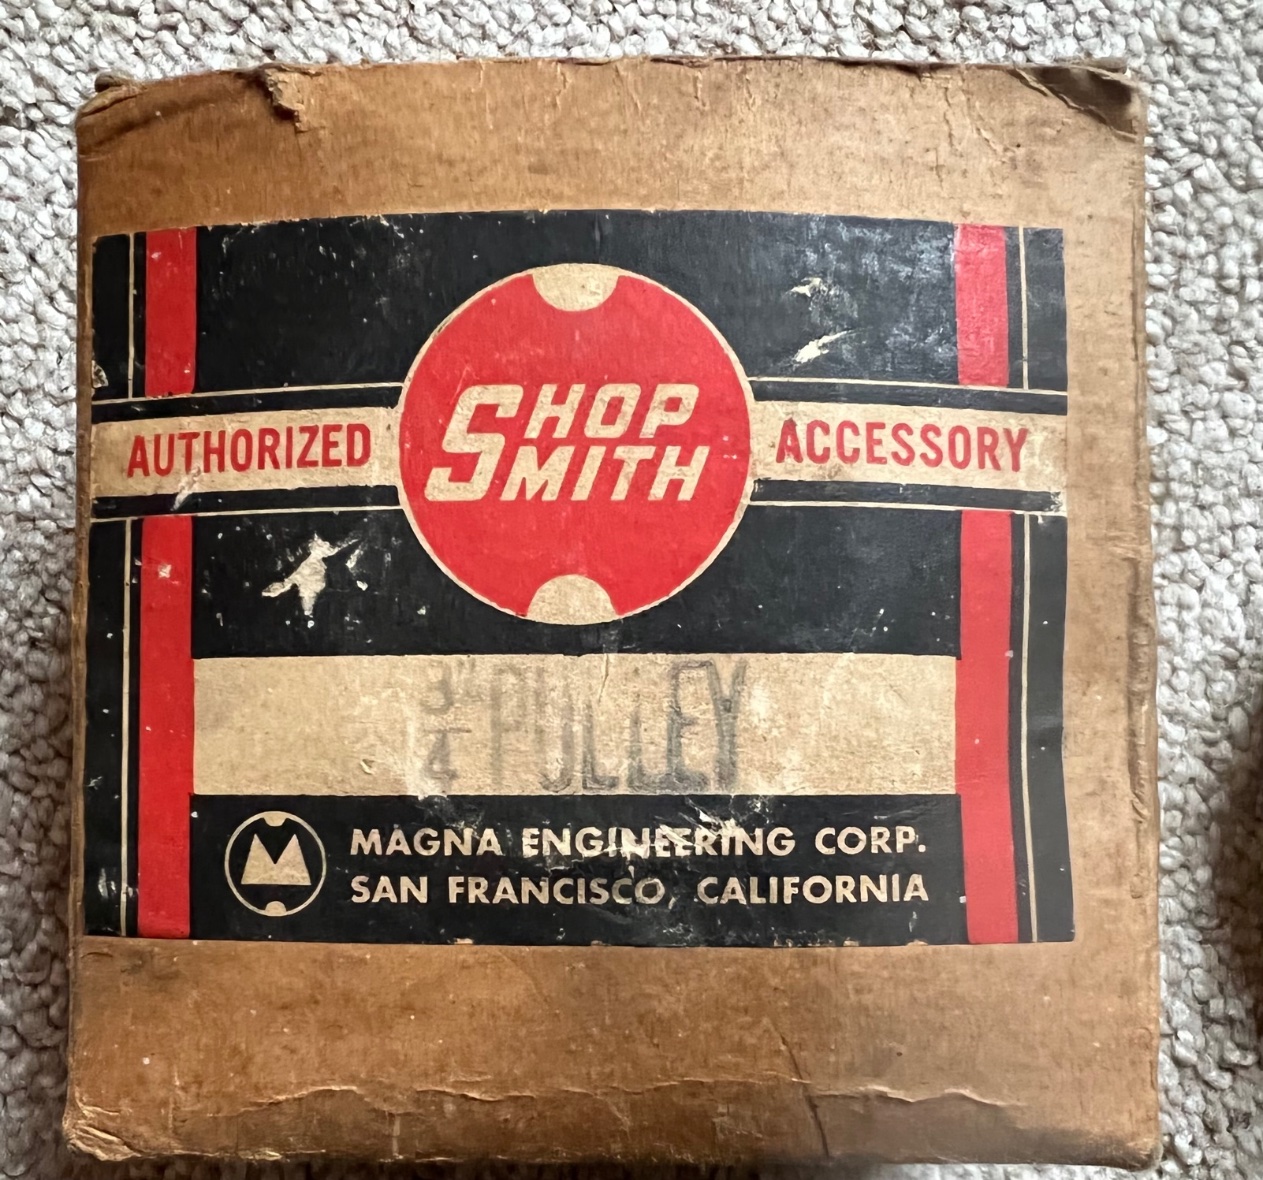 AUTHORIZED SHOP SMITH ACCESSORY
3/4" PULLEY
M MAGNA ENGINEERING CORP.
SAN FRANCISCO, CALIFORNIA